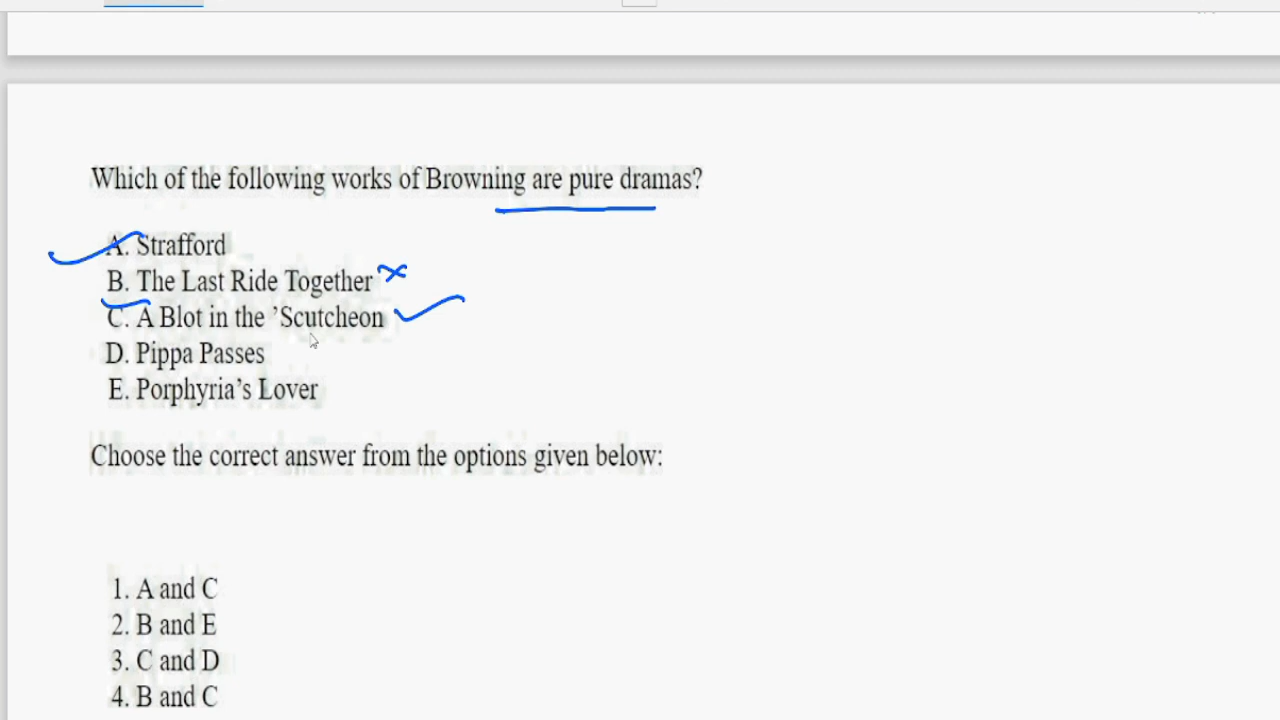 Which of the following works of Browning are pure dramas?
A. Strafford
B. The Last Ride Together
C. A Blot in the ’Scutcheon
D. Pippa Passes
E. Porphyria’s Lover
Choose the correct answer from the options given below:
1. A and C
2. B and E
3. C and D
4. B and C